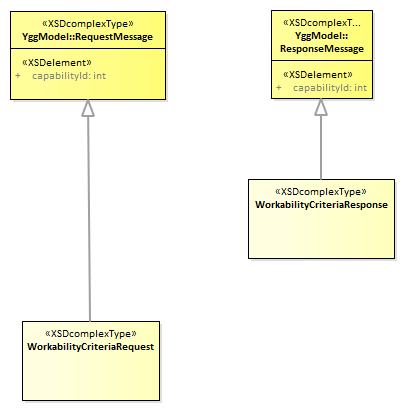 «XSDcomplexType»
YggModel::RequestMessage
«XSDelement»
+ capabilityId: int
«XSDcomplexT...
YggModel::
ResponseMessage
«XSDelement»
+ capabilityId: int
«XSDcomplexType»
WorkabilityCriteriaResponse
«XSDcomplexType»
WorkabilityCriteriaRequest